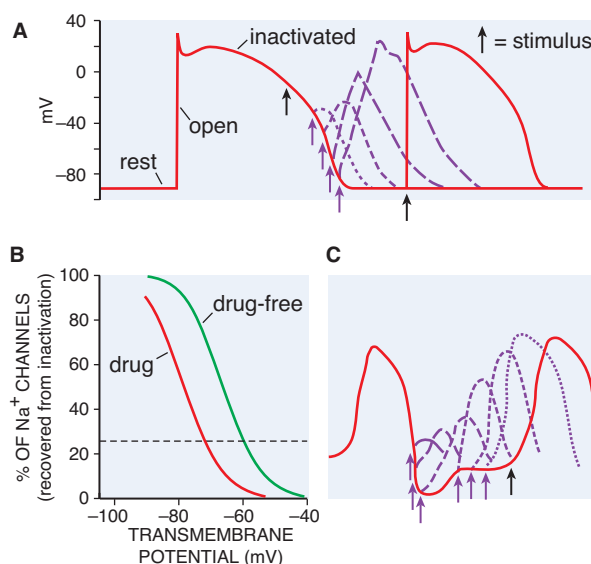 A
40
0
−40
−80
mV
inactivated
open
rest
= stimulus
B
100
80
60
40
20
0
% OF Na⁺ CHANNELS
(recovered from inactivation)
drug-free
drug
−100 −80 −60 −40
TRANSMEMBRANE
POTENTIAL (mV)
C